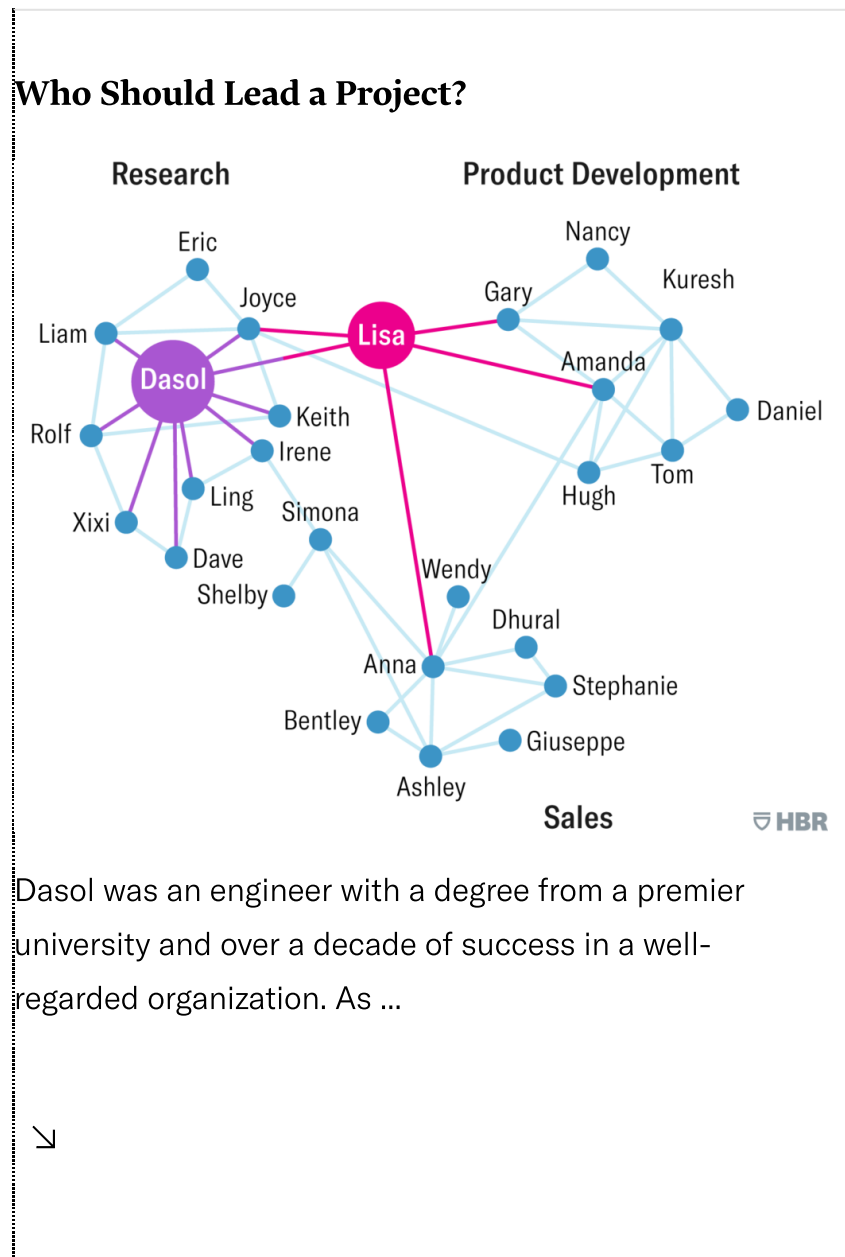 Who Should Lead a Project?
Research
Product Development
Nancy
Eric
Kuresh
Gary
Joyce
Liam
Lisa
Amanda
Dasol
Daniel
Keith
Rolf
Irene
Tom
Ling
Hugh
Simona
Xixi
Dave
Wendy
Shelby
Dhural
Anna
Stephanie
Bentley
Giuseppe
Ashley
Sales
HBR
Dasol was an engineer with a degree from a premier
university and over a decade of success in a well-
regarded organization. As ...